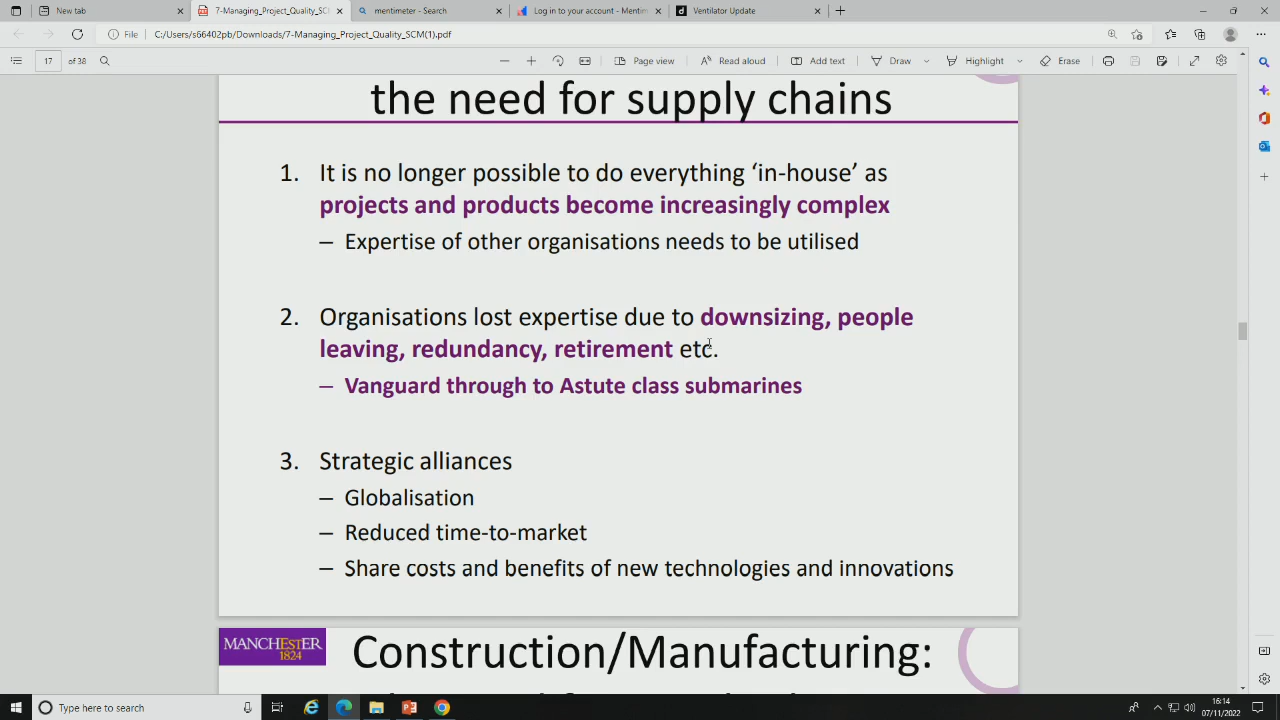 New tab
7-Managing_Project_Quality_SC
mentimeter - Search
Log in to your account - Mentim
Ventilator Update
File
C:/Users/s66402pb/Downloads/7-Managing_Project_Quality_SCM(1).pdf
17 of 38
Page view
Read aloud
Add text
Draw
Highlight
Erase
the need for supply chains
1. It is no longer possible to do everything ‘in-house’ as
projects and products become increasingly complex
– Expertise of other organisations needs to be utilised
2. Organisations lost expertise due to downsizing, people
leaving, redundancy, retirement etc.
– Vanguard through to Astute class submarines
3. Strategic alliances
– Globalisation
– Reduced time-to-market
– Share costs and benefits of new technologies and innovations
MANCHESTER
1824
Construction/Manufacturing:
Type here to search
16:14
07/11/2022